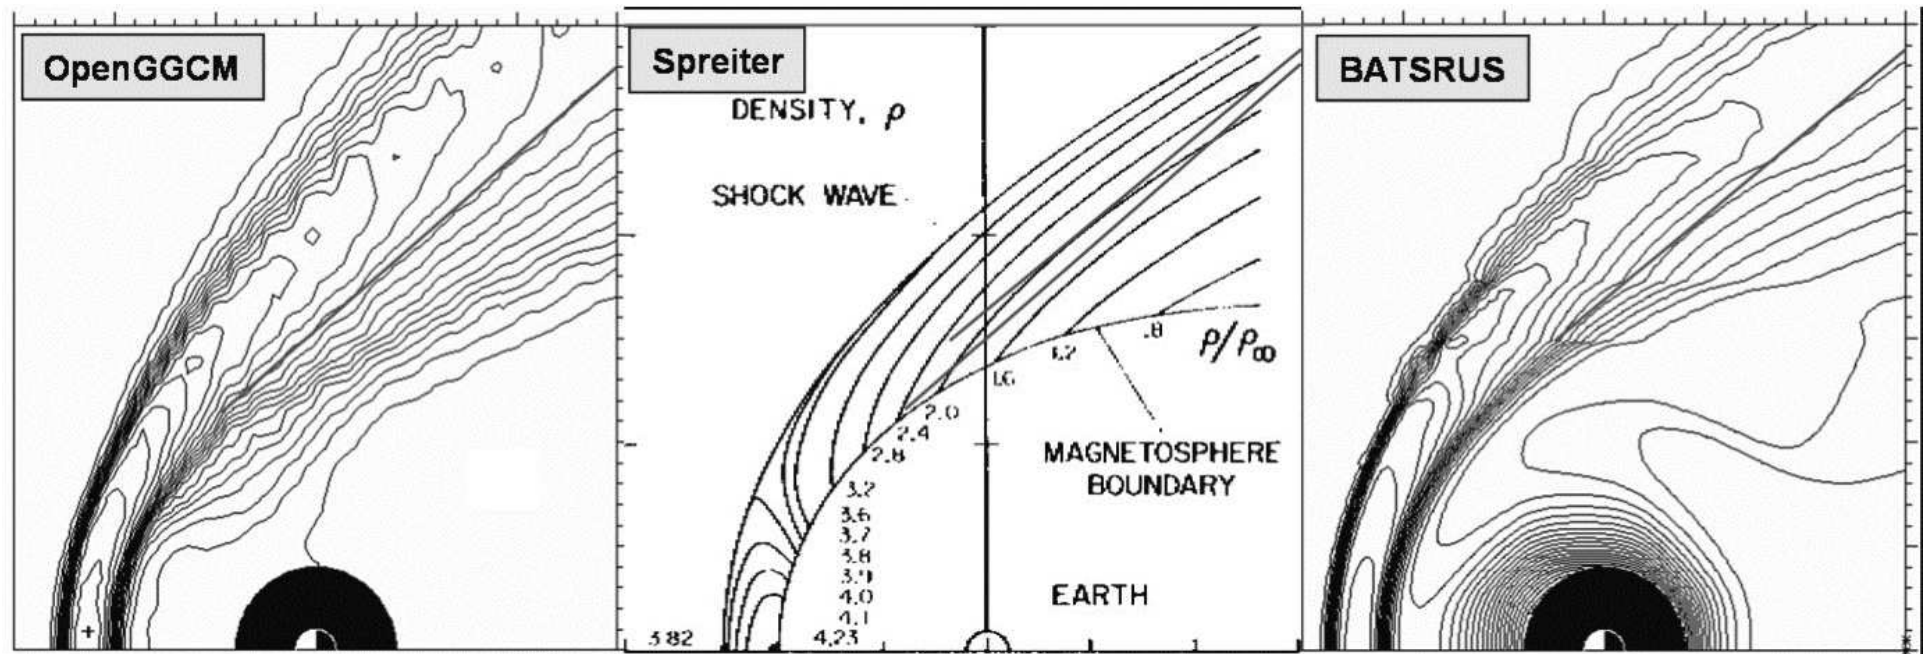 OpenGGCM
Spreiter
BATSRUS
DENSITY, ρ
SHOCK WAVE
.8
ρ/ρ∞
1.2
1.6
2.0
2.4
2.8
MAGNETOSPHERE
BOUNDARY
3.2
3.6
3.7
3.8
3.9
4.0
4.1
EARTH
3.82
4.23